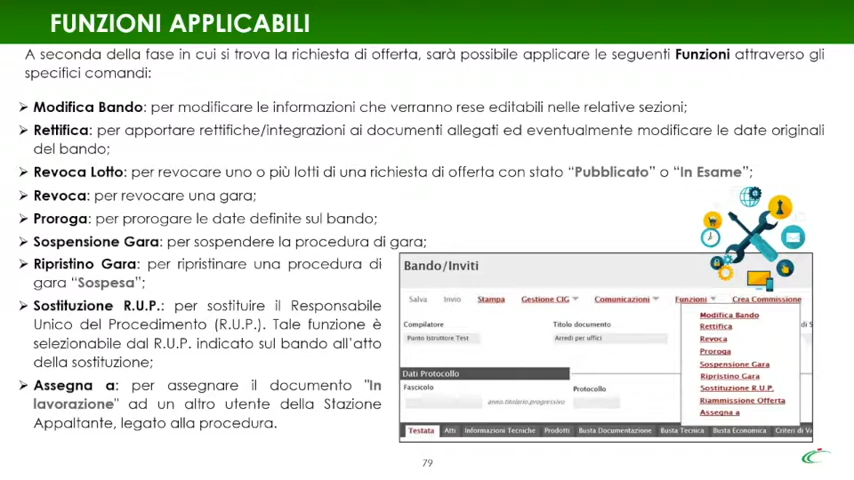 FUNZIONI APPLICABILI
A seconda della fase in cui si trova la richiesta di offerta, sarà possibile applicare le seguenti Funzioni attraverso gli
specifici comandi:
➢ Modifica Bando: per modificare le informazioni che verranno rese editabili nelle relative sezioni;
➢ Rettifica: per apportare rettifiche/integrazioni ai documenti allegati ed eventualmente modificare le date originali
del bando;
➢ Revoca Lotto: per revocare uno o più lotti di una richiesta di offerta con stato “Pubblicato” o “In Esame”;
➢ Revoca: per revocare una gara;
➢ Proroga: per prorogare le date definite sul bando;
➢ Sospensione Gara: per sospendere la procedura di gara;
➢ Ripristino Gara: per ripristinare una procedura di
gara “Sospesa”;
➢ Sostituzione R.U.P.: per sostituire il Responsabile
Unico del Procedimento (R.U.P.). Tale funzione è
selezionabile dal R.U.P. indicato sul bando all’atto
della sostituzione;
➢ Assegna a: per assegnare il documento "In
lavorazione" ad un altro utente della Stazione
Appaltante, legato alla procedura.
Bando/Inviti
Salva Invio Stampa Gestione CIG Comunicazioni Funzioni Crea Commissione
Compilatore Titolo documento
Punto Istruttore Test Arredi per uffici
Modifica Bando
Rettifica
Revoca
Proroga
Sospensione Gara
Ripristino Gara
Sostituzione R.U.P.
Riammissione Offerta
Assegna a
Dati Protocollo
Fascicolo Protocollo
anno.titolario.progressivo
Testata Atti Informazioni Tecniche Prodotti Busta Documentazione Busta Tecnica Busta Economica Criteri di
79